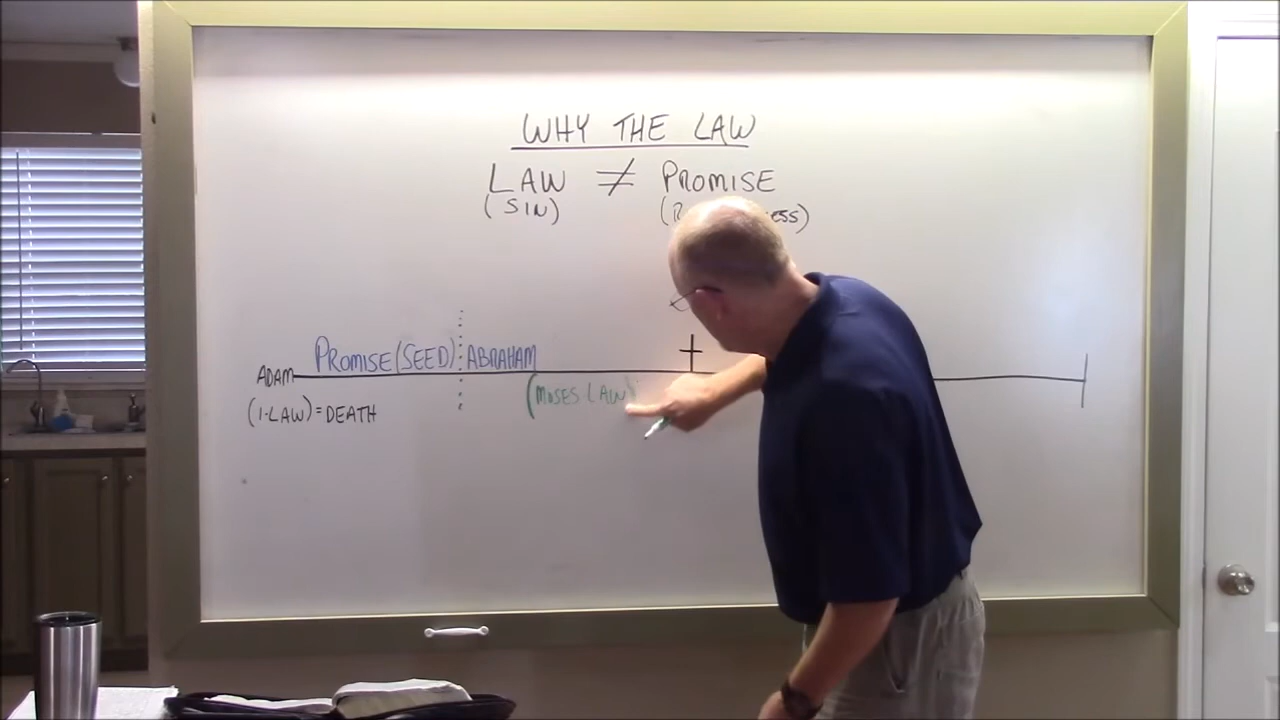 WHY THE LAW
LAW ≠ PROMISE
(SIN)
PROMISE (SEED) ABRAHAM
ADAM
(MOSES LAW)
(1-LAW) = DEATH